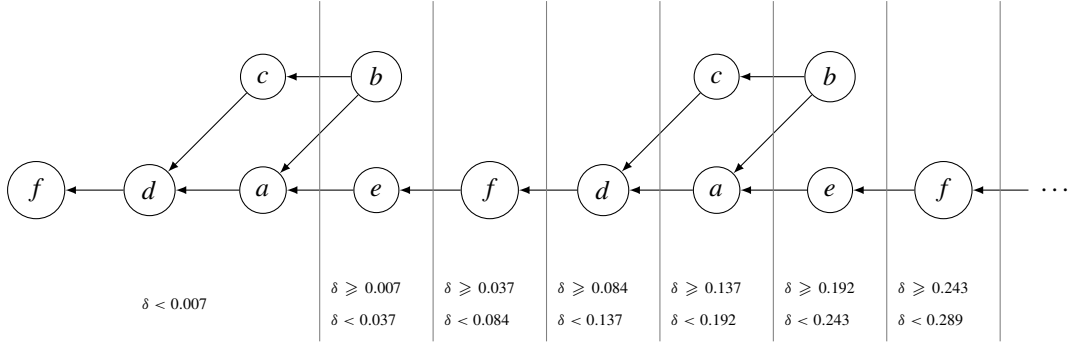 c b c b
f d a e f d a e f ⋯
δ ⩾ 0.007 δ ⩾ 0.037 δ ⩾ 0.084 δ ⩾ 0.137 δ ⩾ 0.192 δ ⩾ 0.243
δ < 0.007
δ < 0.037 δ < 0.084 δ < 0.137 δ < 0.192 δ < 0.243 δ < 0.289